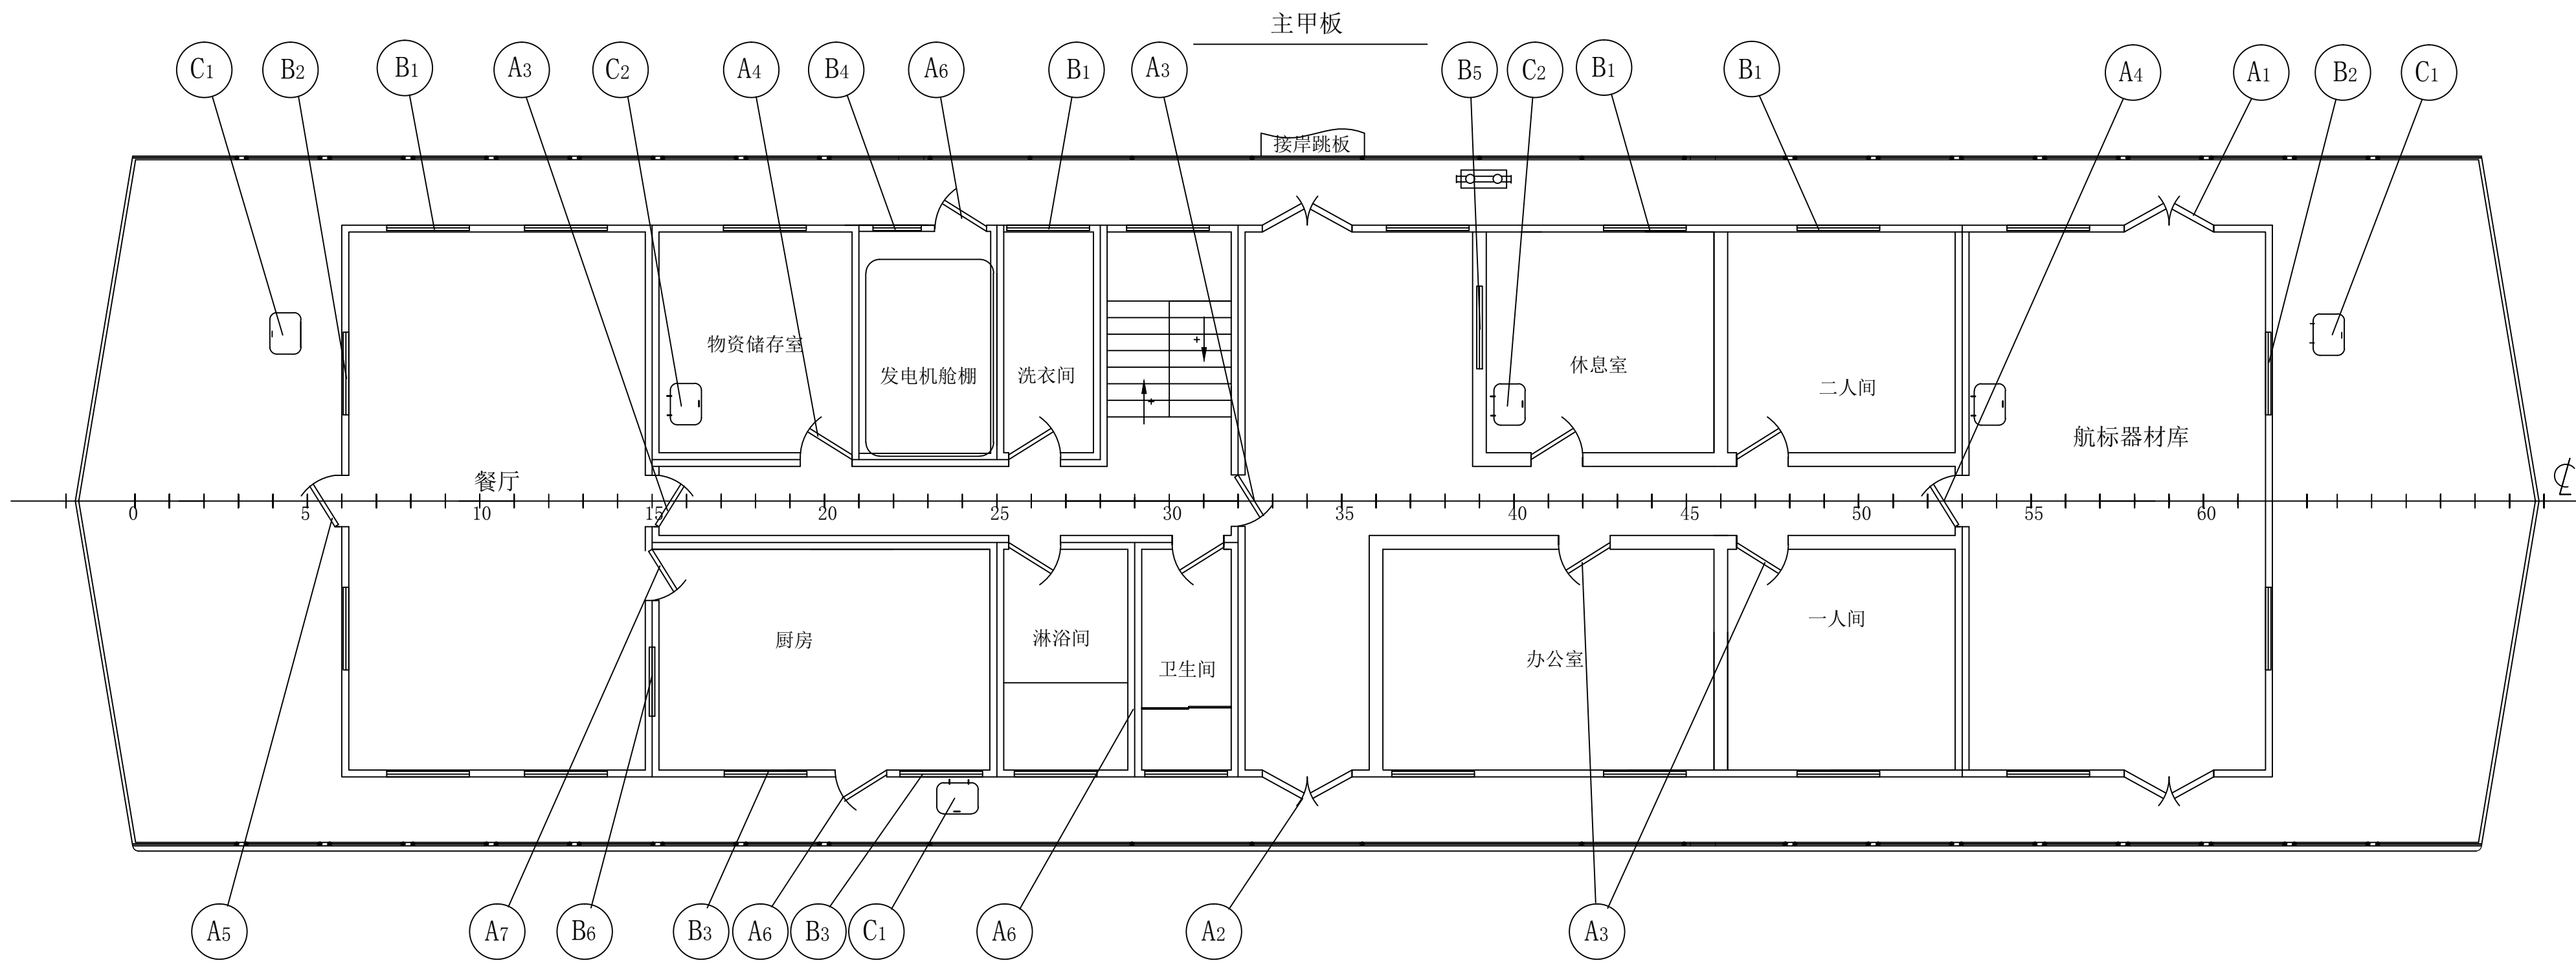 主甲板
C1
B2
B1
A3
C2
A4
B4
A6
B1
A3
B5
C2
B1
B1
A4
A1
B2
C1
接岸跳板
物资储存室
发电机舱棚
洗衣间
休息室
二人间
航标器材库
餐厅
0
5
10
15
20
25
30
35
40
45
50
55
60
厨房
淋浴间
卫生间
办公室
一人间
A5
A7
B6
B3
A6
B3
C1
A6
A2
A3